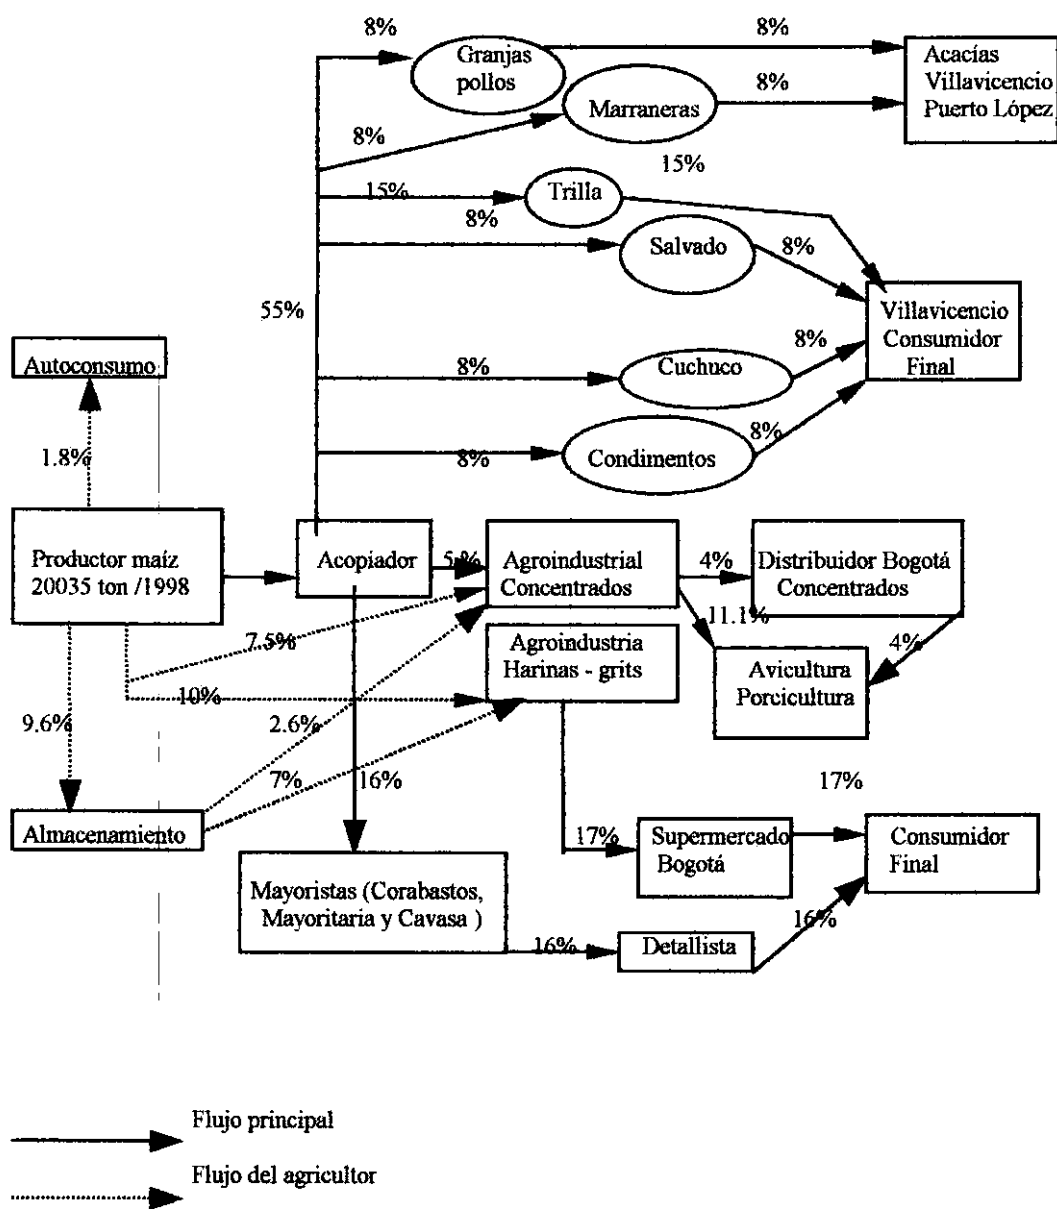 8%
8%
Granjas
pollos
Acacías
Villavicencio
Puerto López
Marraneras
8%
8%
15%
15%
Trilla
8%
Salvado
8%
55%
Villavicencio
Consumidor
Final
Autoconsumo
8%
Cuchuco
8%
1.8%
8%
Condimentos
8%
Productor maíz
20035 ton /1998
Acopiador
Agroindustrial
Concentrados
4%
Distribuidor Bogotá
Concentrados
11.1%
7.5%
Agroindustria
Harinas - grits
4%
Avicultura
Porcicultura
10%
9.6%
2.6%
7%
16%
17%
Almacenamiento
17%
Supermercado
Bogotá
Consumidor
Final
Mayoristas (Corabastos,
Mayoritaria y Cavasa )
16%
Detallista
16%
Flujo principal
Flujo del agricultor